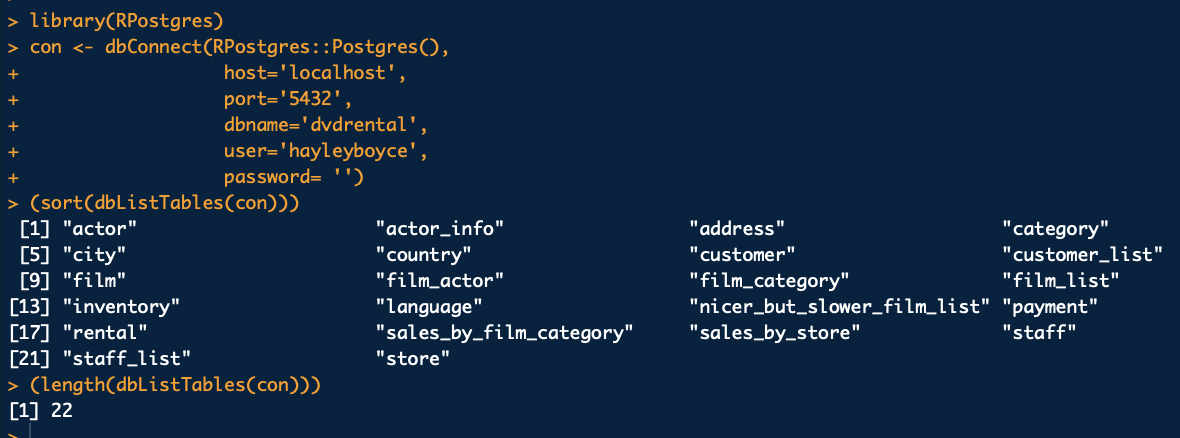 > library(RPostgres)
> con <- dbConnect(RPostgres::Postgres(),
+                  host='localhost',
+                  port='5432',
+                  dbname='dvdrental',
+                  user='hayleyboyce',
+                  password= '')
> (sort(dbListTables(con)))
 [1] "actor"                      "actor_info"                 "address"                    "category"
 [5] "city"                       "country"                    "customer"                   "customer_list"
 [9] "film"                       "film_actor"                 "film_category"              "film_list"
[13] "inventory"                  "language"                   "nicer_but_slower_film_list" "payment"
[17] "rental"                     "sales_by_film_category"     "sales_by_store"             "staff"
[21] "staff_list"                 "store"
> (length(dbListTables(con)))
[1] 22
>